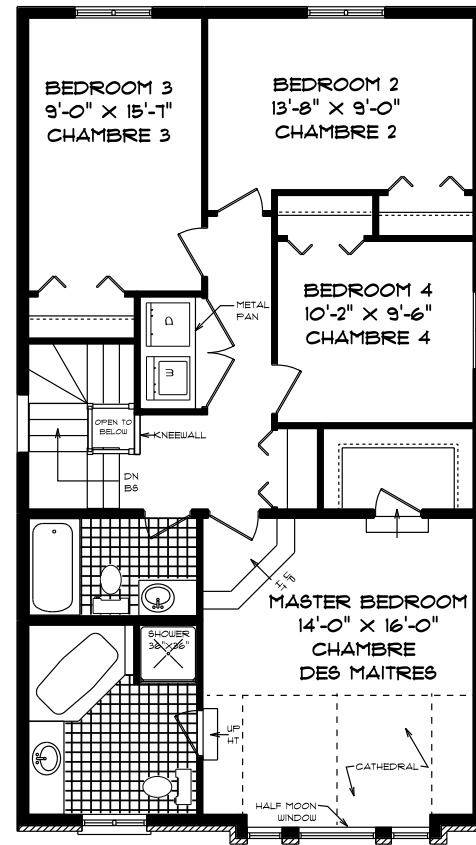 BEDROOM 3
9'-0" X 15'-7"
CHAMBRE 3
BEDROOM 2
13'-8" X 9'-0"
CHAMBRE 2
BEDROOM 4
10'-2" X 9'-6"
CHAMBRE 4
METAL
PAN
D
W
OPEN TO
BELOW
KNEEWALL
DN
BS
UP
HT
MASTER BEDROOM
14'-0" X 16'-0"
CHAMBRE
DES MAITRES
SHOWER
36"X36"
UP
HT
CATHEDRAL
HALF MOON
WINDOW